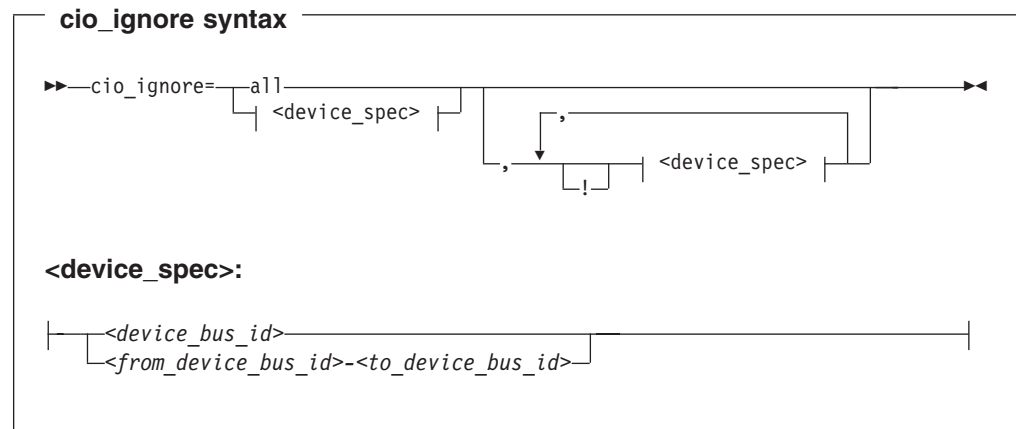 cio_ignore syntax
cio_ignore= all
<device_spec>
,
, ! <device_spec>
<device_spec>:
<device_bus_id>
<from_device_bus_id>-<to_device_bus_id>